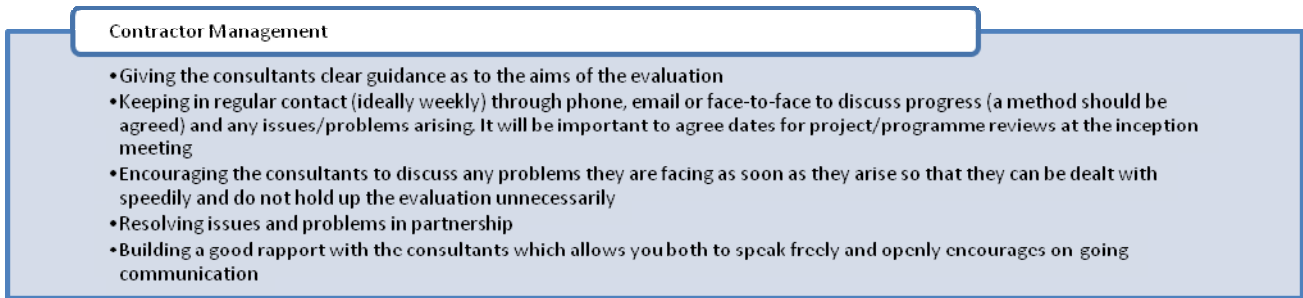 Contractor Management
•Giving the consultants clear guidance as to the aims of the evaluation
•Keeping in regular contact (ideally weekly) through phone, email or face-to-face to discuss progress (a method should be
agreed) and any issues/problems arising. It will be important to agree dates for project/programme reviews at the inception
meeting
•Encouraging the consultants to discuss any problems they are facing as soon as they arise so that they can be dealt with
speedily and do not hold up the evaluation unnecessarily
•Resolving issues and problems in partnership
•Building a good rapport with the consultants which allows you both to speak freely and openly encourages on going
communication